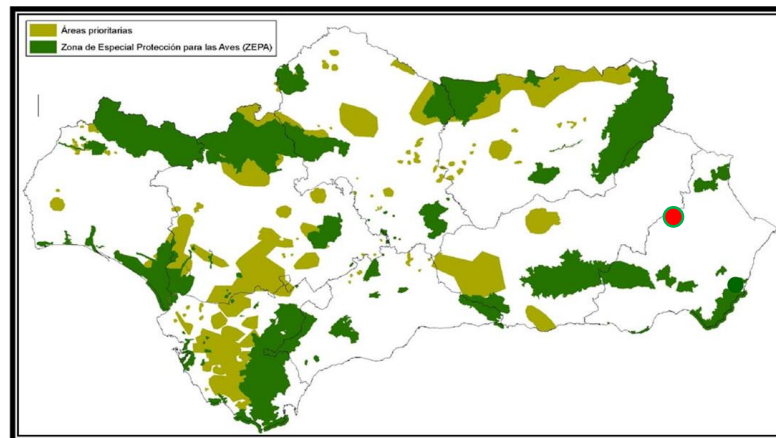 Áreas prioritarias
Zona de Especial Protección para las Aves (ZEPA)